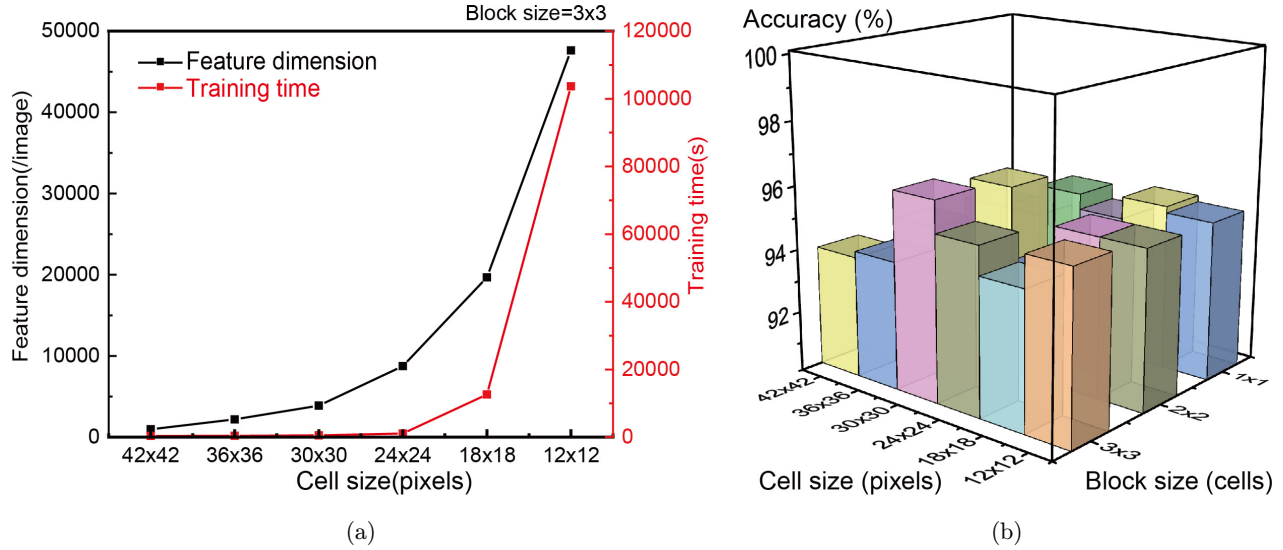 Block size=3x3
50000
40000
30000
20000
10000
0
Feature dimension(/image)
Feature dimension
Training time
120000
100000
80000
60000
40000
20000
0
Training time(s)
42x42 36x36 30x30 24x24 18x18 12x12
Cell size(pixels)
(a)
Accuracy (%)
100
98
96
94
92
42x42
36x36
30x30
24x24
18x18
12x12
Cell size (pixels)
1x1
2x2
3x3
Block size (cells)
(b)